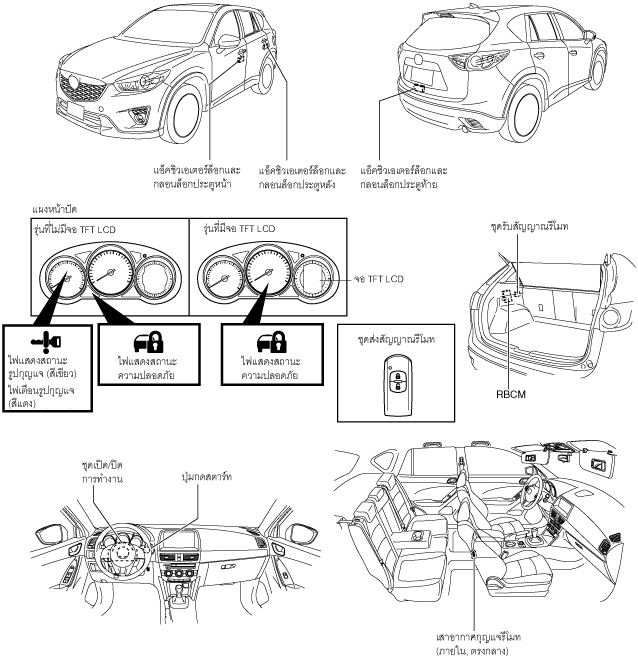 แอ็คชิวเอเตอร์ล็อกและ
กลอนล็อกประตูหน้า
แอ็คชิวเอเตอร์ล็อกและ
กลอนล็อกประตูหลัง
แอ็คชิวเอเตอร์ล็อกและ
กลอนล็อกประตูท้าย
แผงหน้าปัด
รุ่นที่ไม่มีจอ TFT LCD
รุ่นที่มีจอ TFT LCD
จอ TFT LCD
ชุดรับสัญญาณรีโมท
RBCM
ไฟแสดงสถานะ
รูปกุญแจ (สีเขียว)
ไฟเตือนรูปกุญแจ
(สีแดง)
ไฟแสดงสถานะ
ความปลอดภัย
ไฟแสดงสถานะ
ความปลอดภัย
ชุดส่งสัญญาณรีโมท
ชุดเปิด/ปิด
การทำงาน
ปุ่มกดสตาร์ท
เสาอากาศกุญแจรีโมท
(ภายใน, ตรงกลาง)